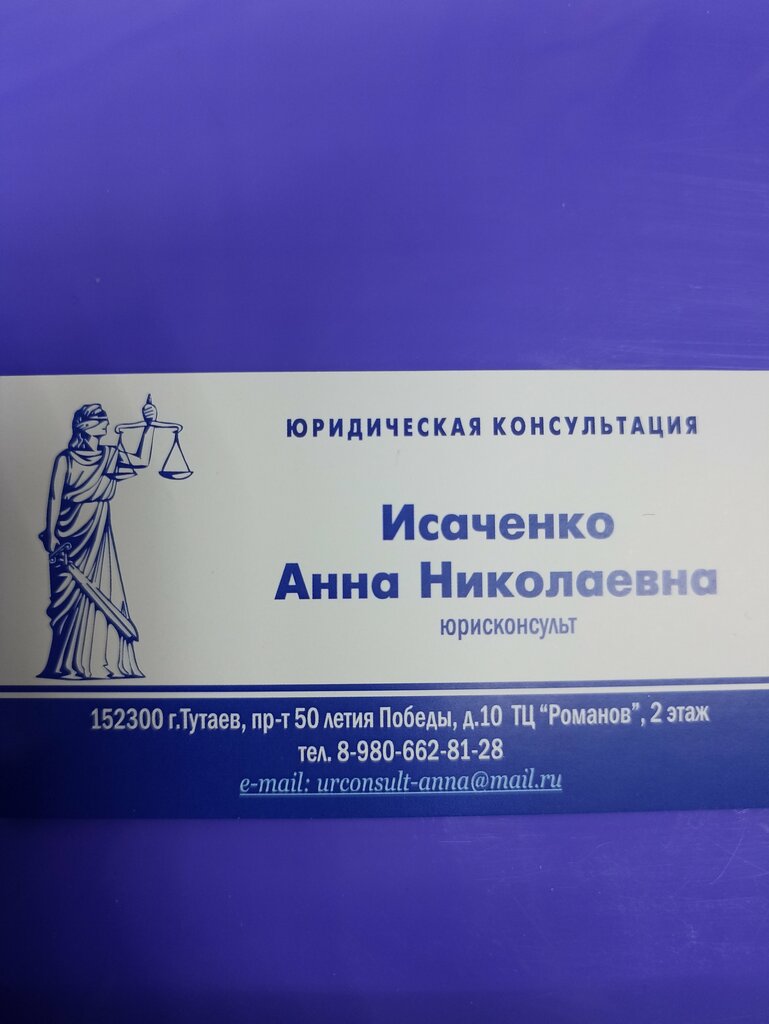 ЮРИДИЧЕСКАЯ КОНСУЛЬТАЦИЯ
Исаченко
Анна Николаевна
юрисконсульт
152300 г.Тутаев, пр-т 50 летия Победы, д.10 ТЦ "Романов", 2 этаж
тел. 8-980-662-81-28
e-mail: urconsult-anna@mail.ru